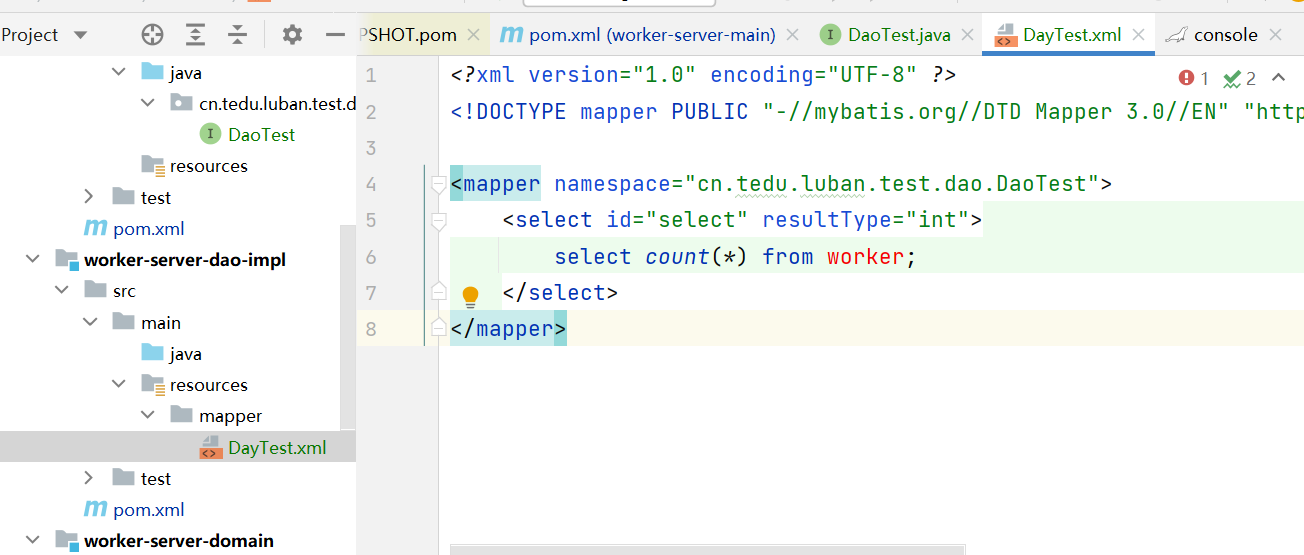 Project
PSHOT.pom
pom.xml (worker-server-main)
DaoTest.java
DayTest.xml
console
java
cn.tedu.luban.test.d
DaoTest
resources
test
pom.xml
worker-server-dao-impl
src
main
java
resources
mapper
DayTest.xml
test
pom.xml
worker-server-domain
1 <?xml version="1.0" encoding="UTF-8" ?>
1 2
2 <!DOCTYPE mapper PUBLIC "-//mybatis.org//DTD Mapper 3.0//EN" "http
3
4 <mapper namespace="cn.tedu.luban.test.dao.DaoTest">
5 <select id="select" resultType="int">
6 select count(*) from worker;
7 </select>
8 </mapper>